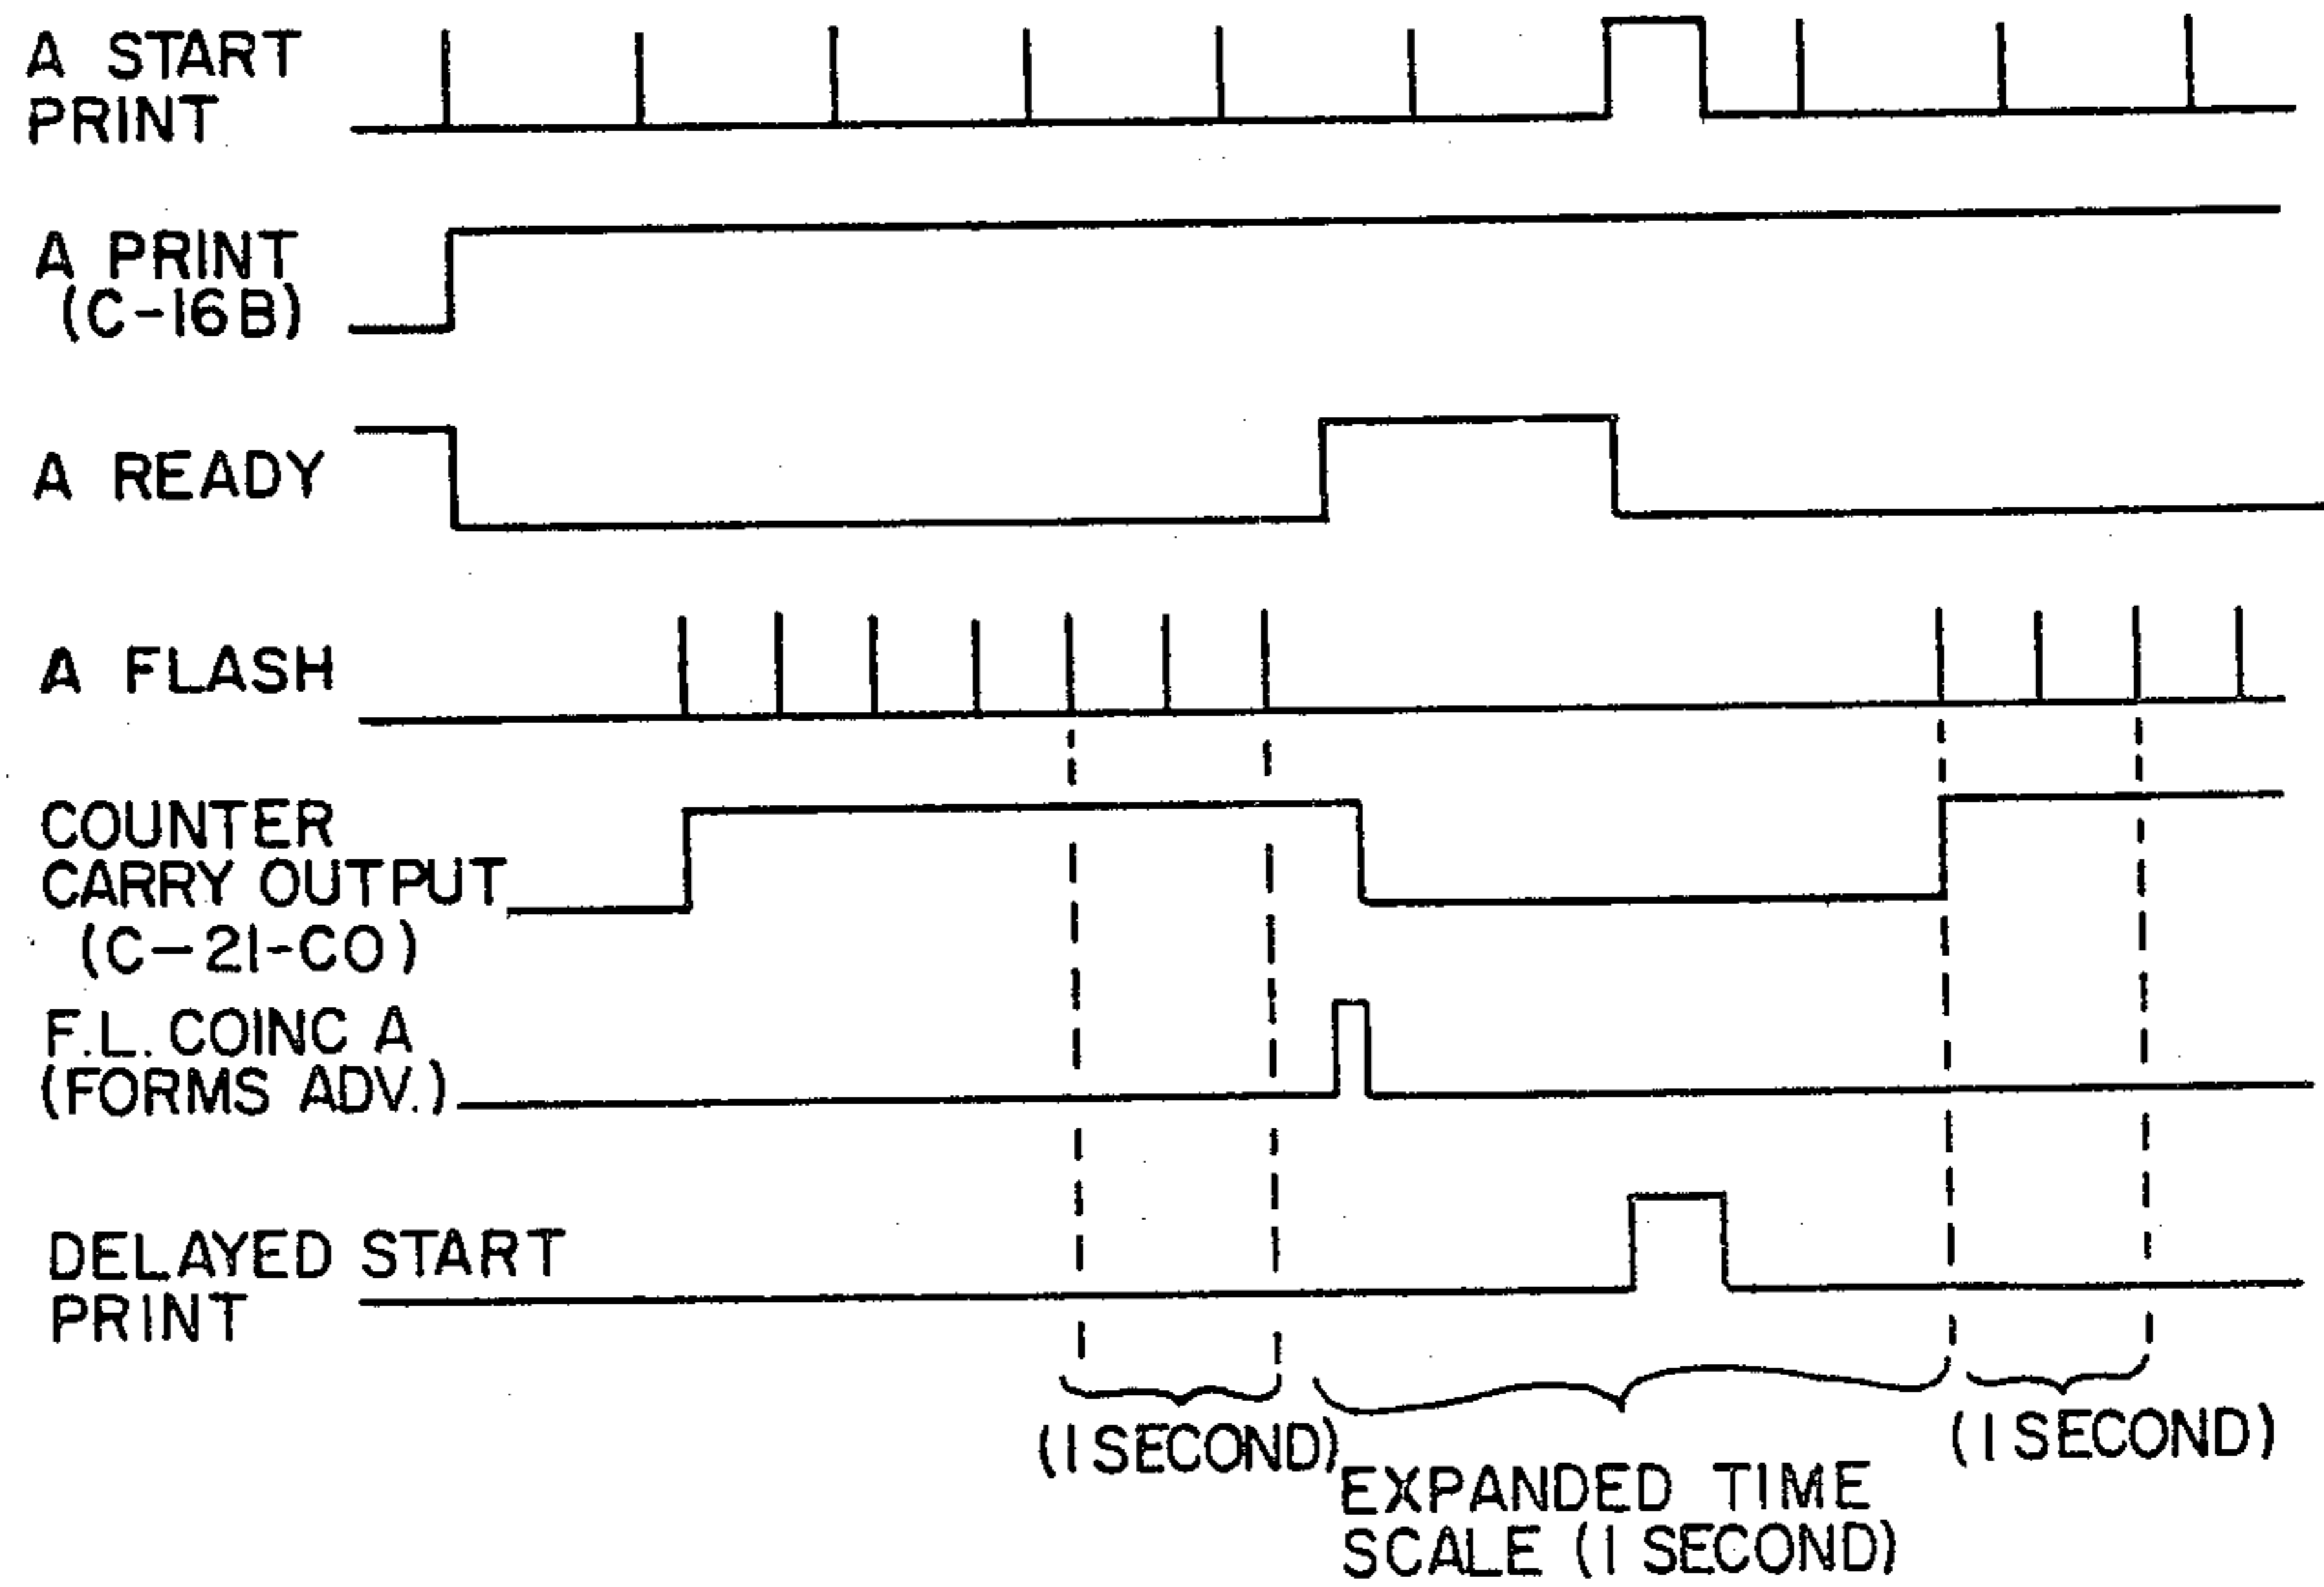 A START
PRINT
A PRINT
(C-16B)
A READY
A FLASH
COUNTER
CARRY OUTPUT
(C-21-CO)
F.L. COINC A
(FORMS ADV.)
DELAYED START
PRINT
(1 SECOND)
EXPANDED TIME
SCALE (1 SECOND)
(1 SECOND)